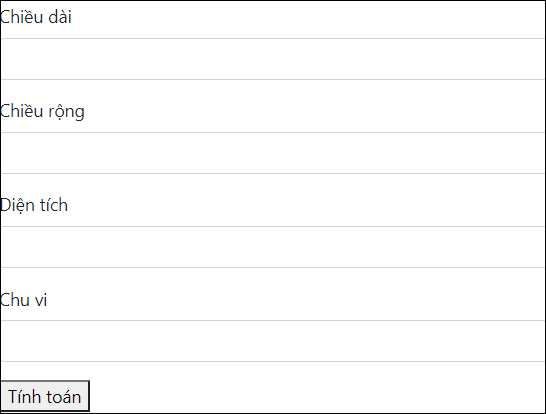 Chiều dài
Chiều rộng
Diện tích
Chu vi
Tính toán